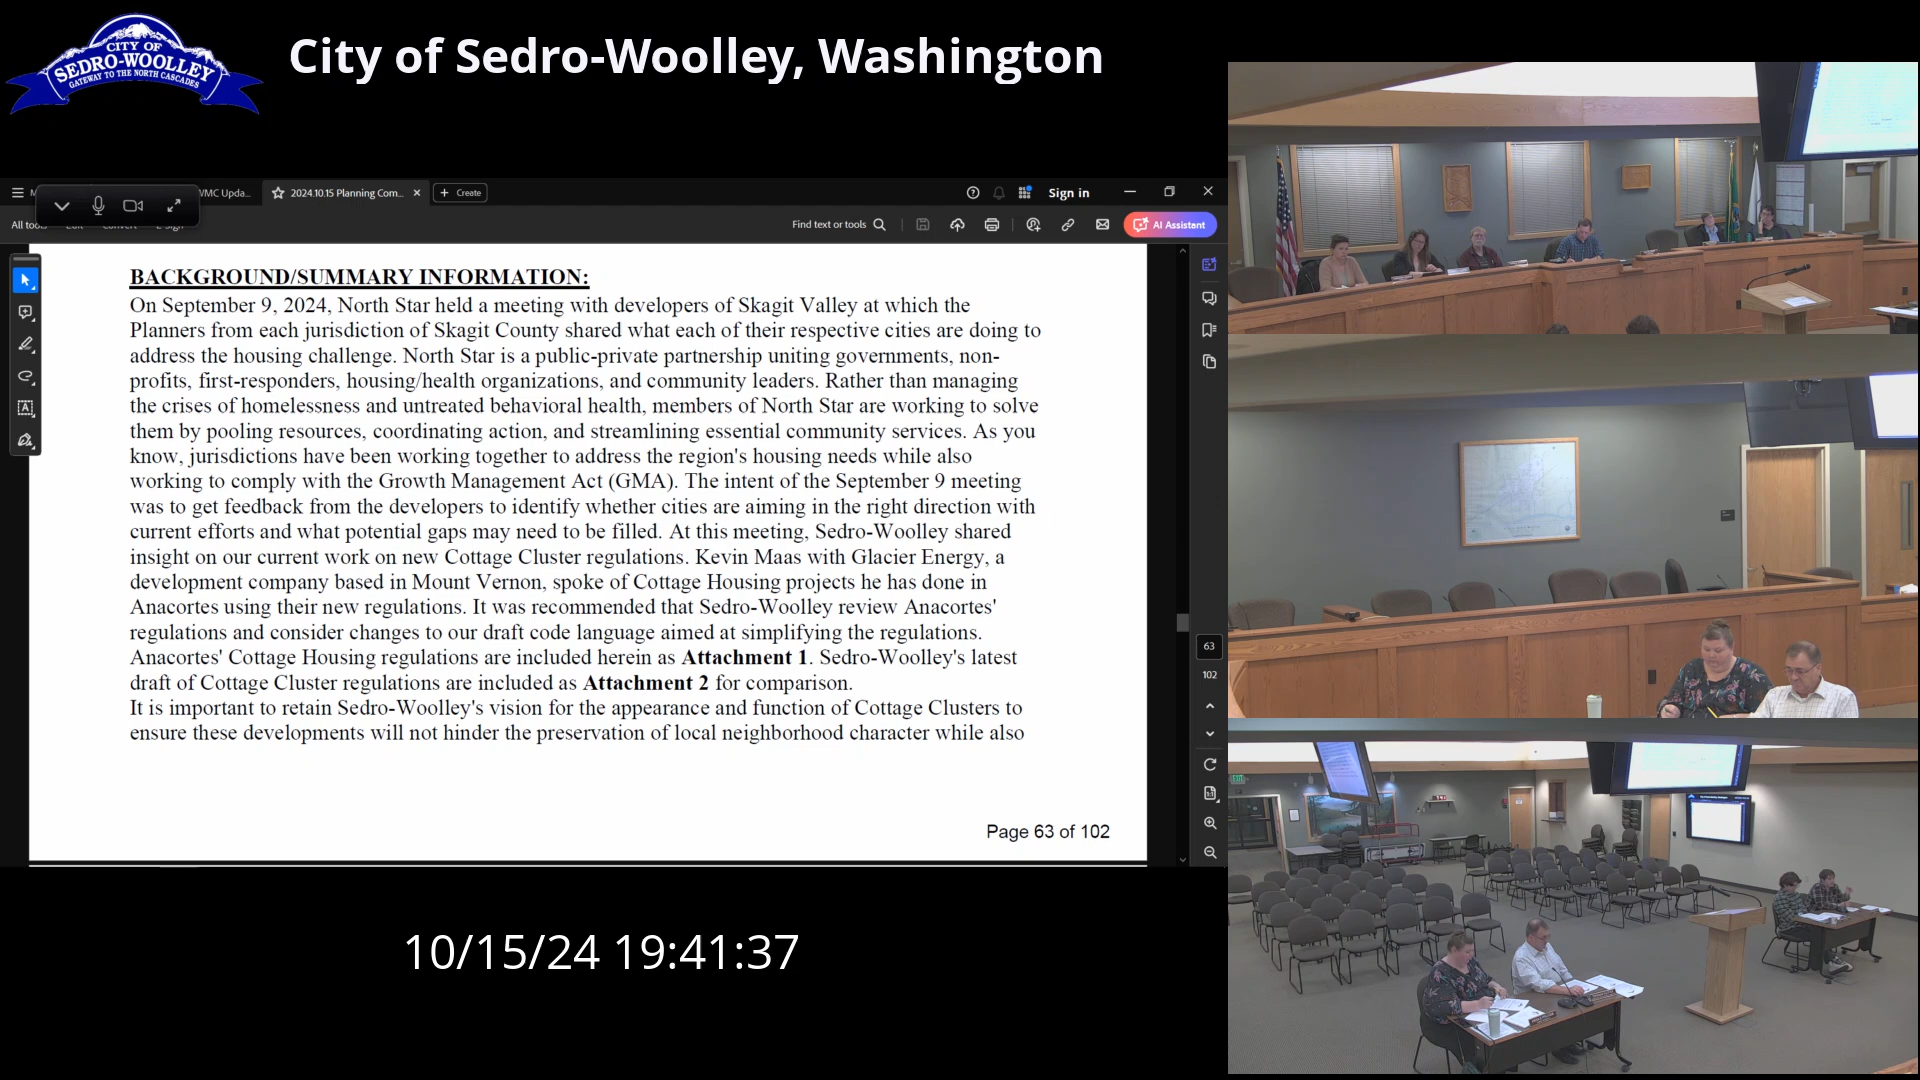 CITY OF
SEDRO-WOOLLEY
GATEWAY TO THE NORTH CASCADES
City of Sedro-Woolley, Washington
M
VMC Upda...
2024.10.15 Planning Com...
Create
Sign in
All tools
Edit
Convert
E-Sign
Find text or tools
AI Assistant
BACKGROUND/SUMMARY INFORMATION:
On September 9, 2024, North Star held a meeting with developers of Skagit Valley at which the
Planners from each jurisdiction of Skagit County shared what each of their respective cities are doing to
address the housing challenge. North Star is a public-private partnership uniting governments, non-
profits, first-responders, housing/health organizations, and community leaders. Rather than managing
the crises of homelessness and untreated behavioral health, members of North Star are working to solve
them by pooling resources, coordinating action, and streamlining essential community services. As you
know, jurisdictions have been working together to address the region's housing needs while also
working to comply with the Growth Management Act (GMA). The intent of the September 9 meeting
was to get feedback from the developers to identify whether cities are aiming in the right direction with
current efforts and what potential gaps may need to be filled. At this meeting, Sedro-Woolley shared
insight on our current work on new Cottage Cluster regulations. Kevin Maas with Glacier Energy, a
development company based in Mount Vernon, spoke of Cottage Housing projects he has done in
Anacortes using their new regulations. It was recommended that Sedro-Woolley review Anacortes'
regulations and consider changes to our draft code language aimed at simplifying the regulations.
Anacortes' Cottage Housing regulations are included herein as Attachment 1. Sedro-Woolley's latest
draft of Cottage Cluster regulations are included as Attachment 2 for comparison.
It is important to retain Sedro-Woolley's vision for the appearance and function of Cottage Clusters to
ensure these developments will not hinder the preservation of local neighborhood character while also
Page 63 of 102
63
102
10/15/24 19:41:37